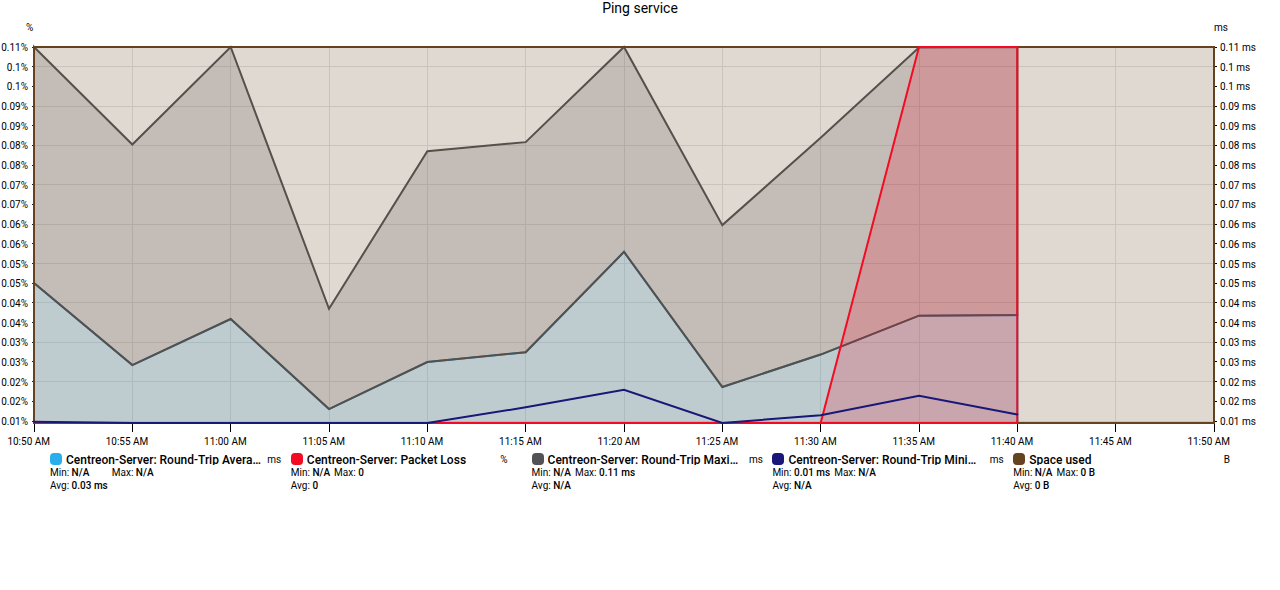 Ping service
% ms
0.11% 0.11 ms
0.1% 0.1 ms
0.1% 0.1 ms
0.09% 0.09 ms
0.09% 0.09 ms
0.08% 0.08 ms
0.08% 0.08 ms
0.07% 0.07 ms
0.07% 0.07 ms
0.06% 0.06 ms
0.06% 0.06 ms
0.05% 0.05 ms
0.05% 0.05 ms
0.04% 0.04 ms
0.04% 0.04 ms
0.03% 0.03 ms
0.03% 0.03 ms
0.02% 0.02 ms
0.02% 0.02 ms
0.01% 0.01 ms
10:50 AM 10:55 AM 11:00 AM 11:05 AM 11:10 AM 11:15 AM 11:20 AM 11:25 AM 11:30 AM 11:35 AM 11:40 AM 11:45 AM 11:50 AM
Centreon-Server: Round-Trip Avera... ms Centreon-Server: Packet Loss % Centreon-Server: Round-Trip Maxi... ms Centreon-Server: Round-Trip Mini... ms Space used B
Min: N/A Max: N/A Min: N/A Max: 0 Min: N/A Max: 0.11 ms Min: 0.01 ms Max: N/A Min: N/A Max: 0 B
Avg: 0.03 ms Avg: 0 Avg: N/A Avg: N/A Avg: 0 B